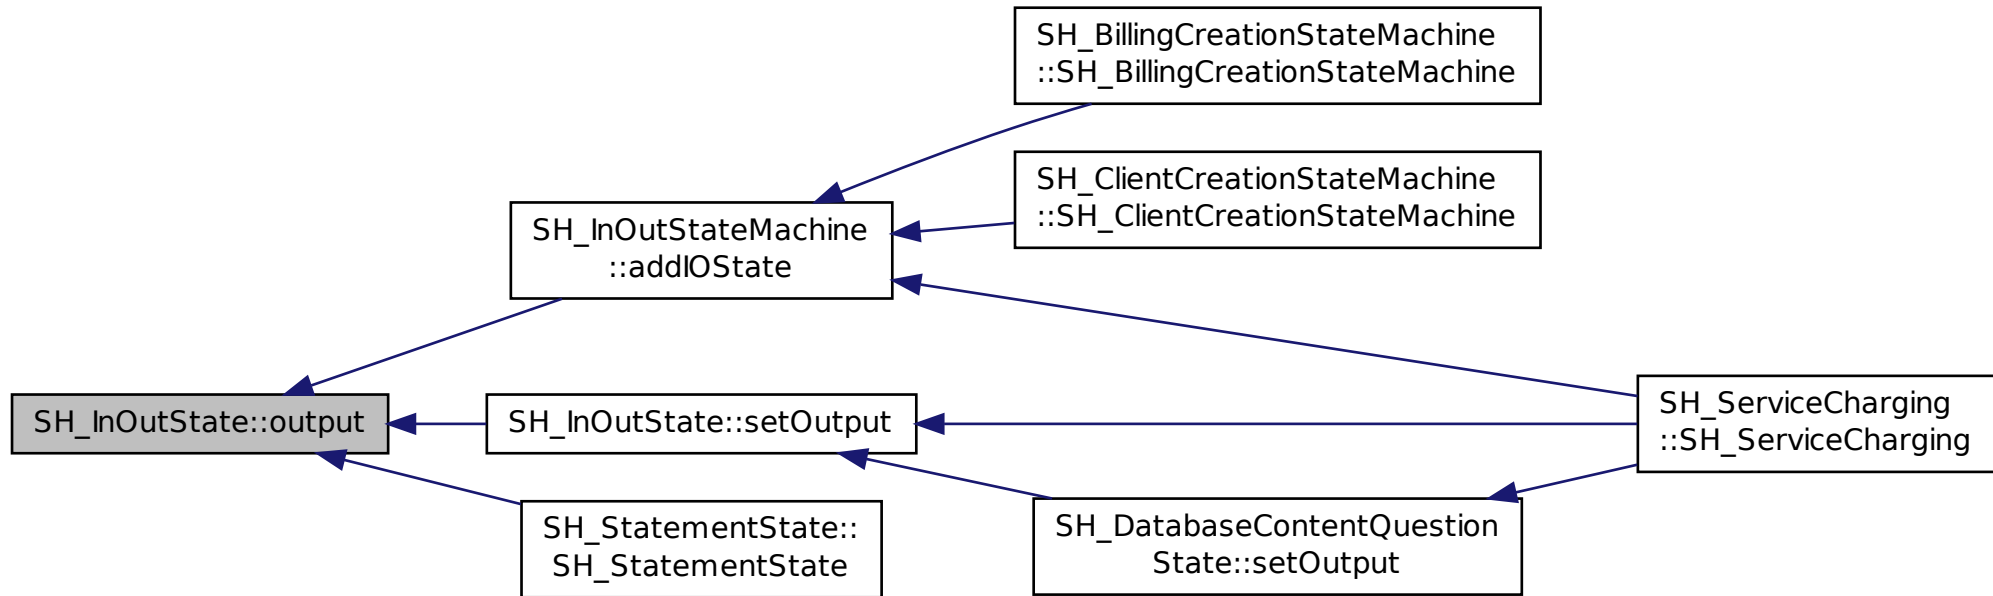 SH_BillingCreationStateMachine
::SH_BillingCreationStateMachine
SH_ClientCreationStateMachine
::SH_ClientCreationStateMachine
SH_InOutStateMachine
::addIOState
SH_InOutState::output
SH_InOutState::setOutput
SH_ServiceCharging
::SH_ServiceCharging
SH_StatementState::
SH_StatementState
SH_DatabaseContentQuestion
State::setOutput